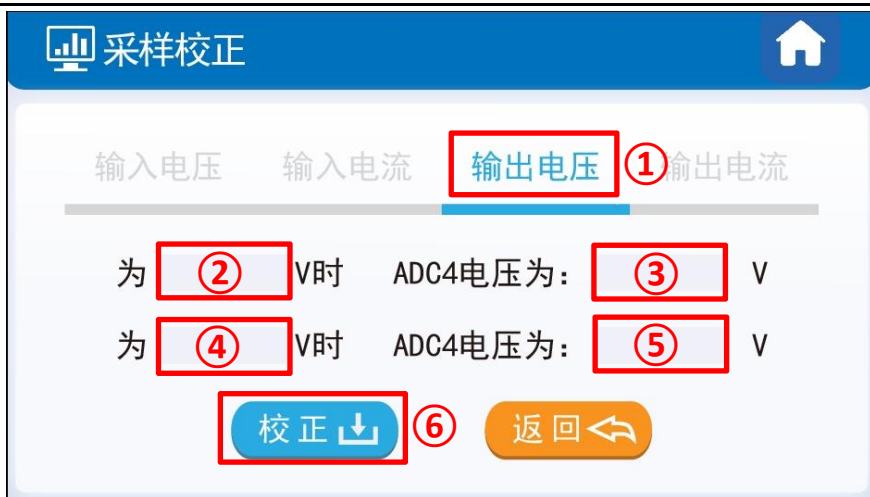 采样校正
输入电压 输入电流 输出电压 ① 输出电流
为 ② V时 ADC4电压为: ③ V
为 ④ V时 ADC4电压为: ⑤ V
校正 ⑥ 返回